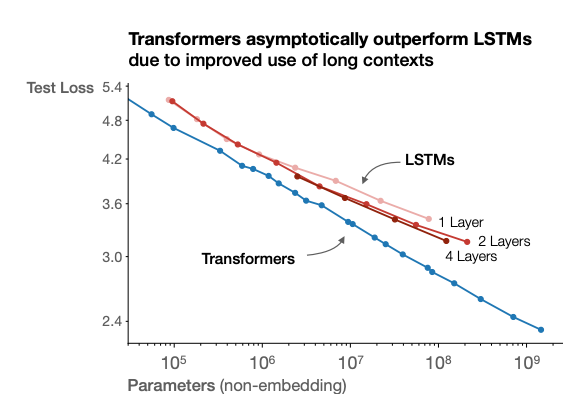 Transformers asymptotically outperform LSTMs
due to improved use of long contexts
Test Loss
5.4
4.8
4.2
3.6
3.0
2.4
LSTMs
1 Layer
2 Layers
4 Layers
Transformers
10⁵ 10⁶ 10⁷ 10⁸ 10⁹
Parameters (non-embedding)